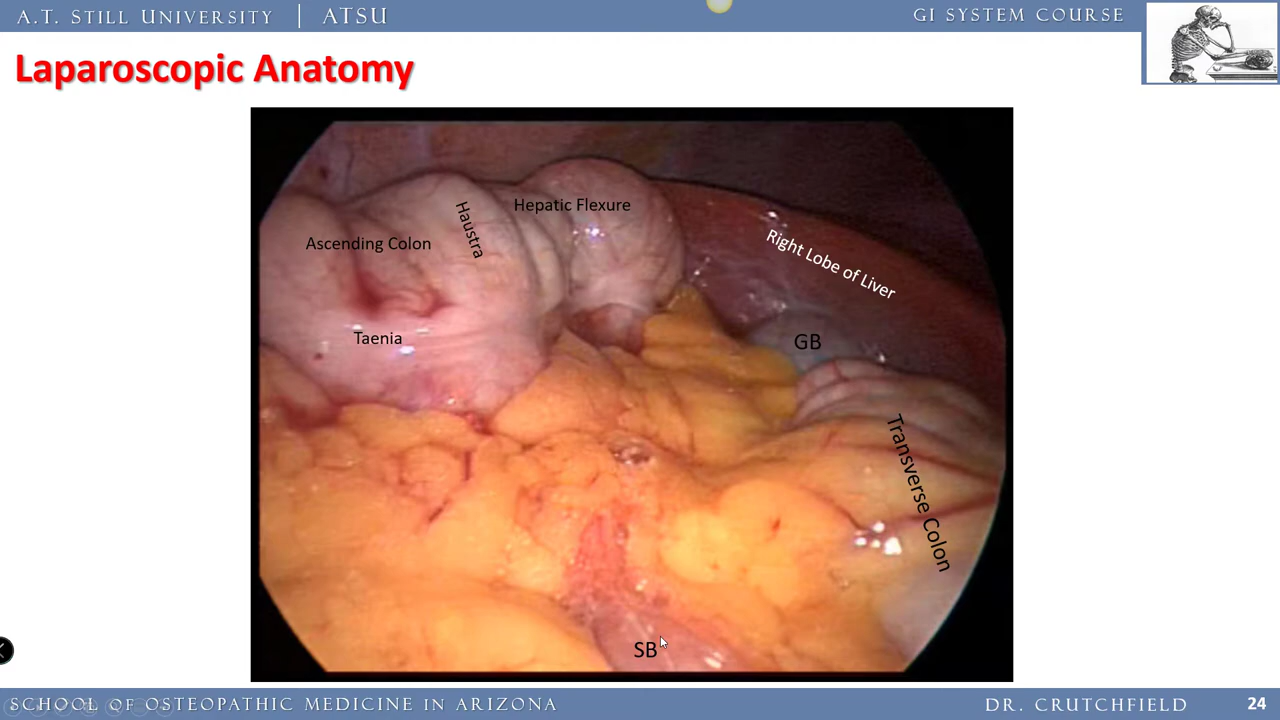 A.T. STILL UNIVERSITY | ATSU
GI SYSTEM COURSE
Laparoscopic Anatomy
Hepatic Flexure
Haustra
Ascending Colon
Right Lobe of Liver
Taenia
GB
Transverse Colon
SB
SCHOOL OF OSTEOPATHIC MEDICINE IN ARIZONA
DR. CRUTCHFIELD
24